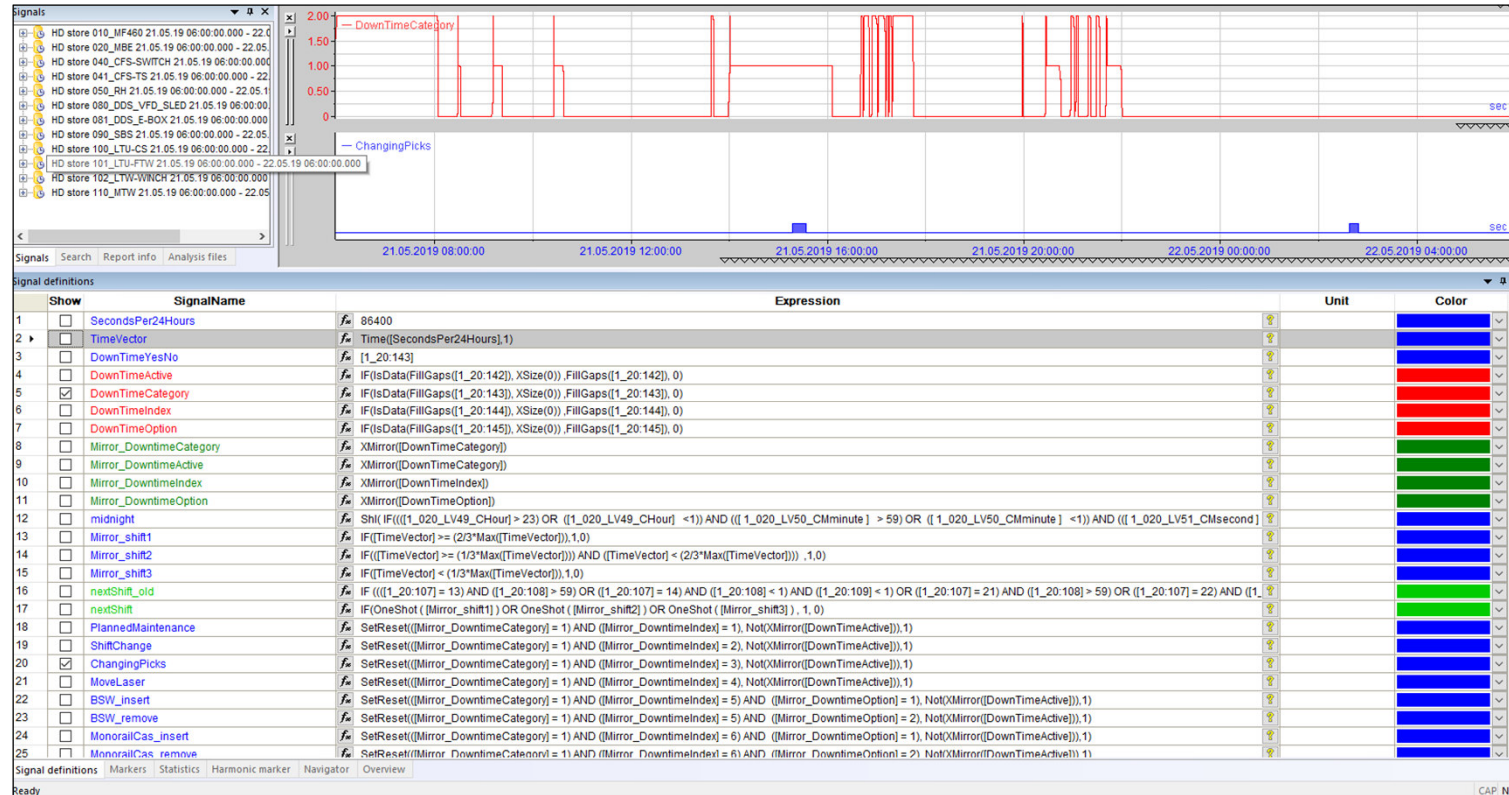 Signals
HD store 010_MF460 21.05.19 06:00:00.000 - 22.0
HD store 020_MBE 21.05.19 06:00:00.000 - 22.05.
HD store 040_CFS-SWITCH 21.05.19 06:00:00.000
HD store 041_CFS-TS 21.05.19 06:00:00.000 - 22.
HD store 050_RH 21.05.19 06:00:00.000 - 22.05.1
HD store 080_DDS_VFD_SLED 21.05.19 06:00:00.
HD store 081_DDS_E-BOX 21.05.19 06:00:00.000
HD store 090_SBS 21.05.19 06:00:00.000 - 22.05.
HD store 100_LTU-CS 21.05.19 06:00:00.000 - 22.
HD store 101_LTU-FTW 21.05.19 06:00:00.000 - 22.05.19 06:00:00.000
HD store 102_LTW-WINCH 21.05.19 06:00:00.000
HD store 110_MTW 21.05.19 06:00:00.000 - 22.05
Signals Search Report info Analysis files
2.00
DownTimeCategory
1.50
1.00
0.50
sec
0
ChangingPicks
sec
21.05.2019 08:00:00 21.05.2019 12:00:00 21.05.2019 16:00:00 21.05.2019 20:00:00 22.05.2019 00:00:00 22.05.2019 04:00:00
Signal definitions
Show SignalName Expression Unit Color
1 SecondsPer24Hours 86400
2 TimeVector Time([SecondsPer24Hours],1)
3 DownTimeYesNo [1_20:143]
4 DownTimeActive IF(IsData(FillGaps([1_20:142]), XSize(0)) ,FillGaps([1_20:142]), 0)
5 DownTimeCategory IF(IsData(FillGaps([1_20:143]), XSize(0)) ,FillGaps([1_20:143]), 0)
6 DownTimeIndex IF(IsData(FillGaps([1_20:144]), XSize(0)) ,FillGaps([1_20:144]), 0)
7 DownTimeOption IF(IsData(FillGaps([1_20:145]), XSize(0)) ,FillGaps([1_20:145]), 0)
8 Mirror_DowntimeCategory XMirror([DownTimeCategory])
9 Mirror_DowntimeActive XMirror([DownTimeCategory])
10 Mirror_DowntimeIndex XMirror([DownTimeIndex])
11 Mirror_DowntimeOption XMirror([DownTimeOption])
12 midnight Shl( IF((([1_020_LV49_CHour] > 23) OR ([1_020_LV49_CHour] <1)) AND (([ 1_020_LV50_CMminute ] > 59) OR ([ 1_020_LV50_CMminute ] <1)) AND (([ 1_020_LV51_CMsecond ]
13 Mirror_shift1 IF([TimeVector] >= (2/3*Max([TimeVector])),1,0)
14 Mirror_shift2 IF(([TimeVector] >= (1/3*Max([TimeVector]))) AND ([TimeVector] < (2/3*Max([TimeVector]))) ,1,0)
15 Mirror_shift3 IF([TimeVector] < (1/3*Max([TimeVector])),1,0)
16 nextShift_old IF ((([1_20:107] = 13) AND ([1_20:108] > 59) OR ([1_20:107] = 14) AND ([1_20:108] < 1) AND ([1_20:109] < 1) OR ([1_20:107] = 21) AND ([1_20:108] > 59) OR ([1_20:107] = 22) AND ([1_
17 nextShift IF(OneShot ( [Mirror_shift1] ) OR OneShot ( [Mirror_shift2] ) OR OneShot ( [Mirror_shift3] ) , 1, 0)
18 PlannedMaintenance SetReset(([Mirror_DowntimeCategory] = 1) AND ([Mirror_DowntimeIndex] = 1), Not(XMirror([DownTimeActive])),1)
19 ShiftChange SetReset(([Mirror_DowntimeCategory] = 1) AND ([Mirror_DowntimeIndex] = 2), Not(XMirror([DownTimeActive])),1)
20 ChangingPicks SetReset(([Mirror_DowntimeCategory] = 1) AND ([Mirror_DowntimeIndex] = 3), Not(XMirror([DownTimeActive])),1)
21 MoveLaser SetReset(([Mirror_DowntimeCategory] = 1) AND ([Mirror_DowntimeIndex] = 4), Not(XMirror([DownTimeActive])),1)
22 BSW_insert SetReset(([Mirror_DowntimeCategory] = 1) AND ([Mirror_DowntimeIndex] = 5) AND ([Mirror_DowntimeOption] = 1), Not(XMirror([DownTimeActive])),1)
23 BSW_remove SetReset(([Mirror_DowntimeCategory] = 1) AND ([Mirror_DowntimeIndex] = 5) AND ([Mirror_DowntimeOption] = 2), Not(XMirror([DownTimeActive])),1)
24 MonorailCas_insert SetReset(([Mirror_DowntimeCategory] = 1) AND ([Mirror_DowntimeIndex] = 6) AND ([Mirror_DowntimeOption] = 1), Not(XMirror([DownTimeActive])),1)
25 MonorailCas_remove SetReset(([Mirror_DowntimeCategory] = 1) AND ([Mirror_DowntimeIndex] = 6) AND ([Mirror_DowntimeOption] = 2), Not(XMirror([DownTimeActive])),1)
Signal definitions Markers Statistics Harmonic marker Navigator Overview
Ready CAP N